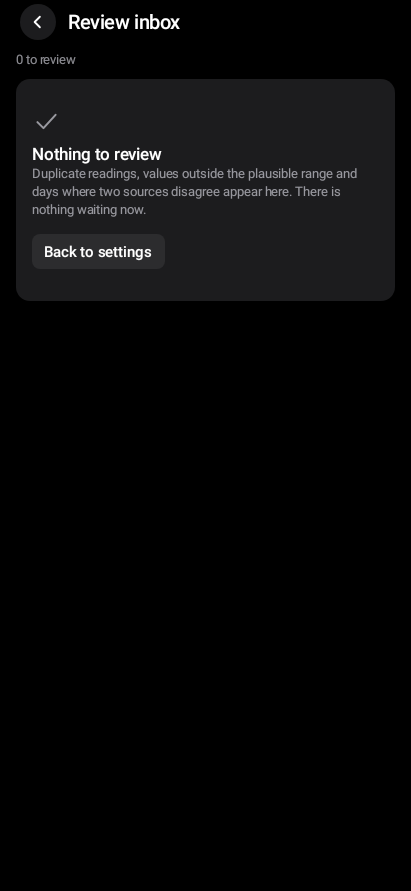 Review inbox
0 to review
Nothing to review
Duplicate readings, values outside the plausible range and
days where two sources disagree appear here. There is
nothing waiting now.
Back to settings